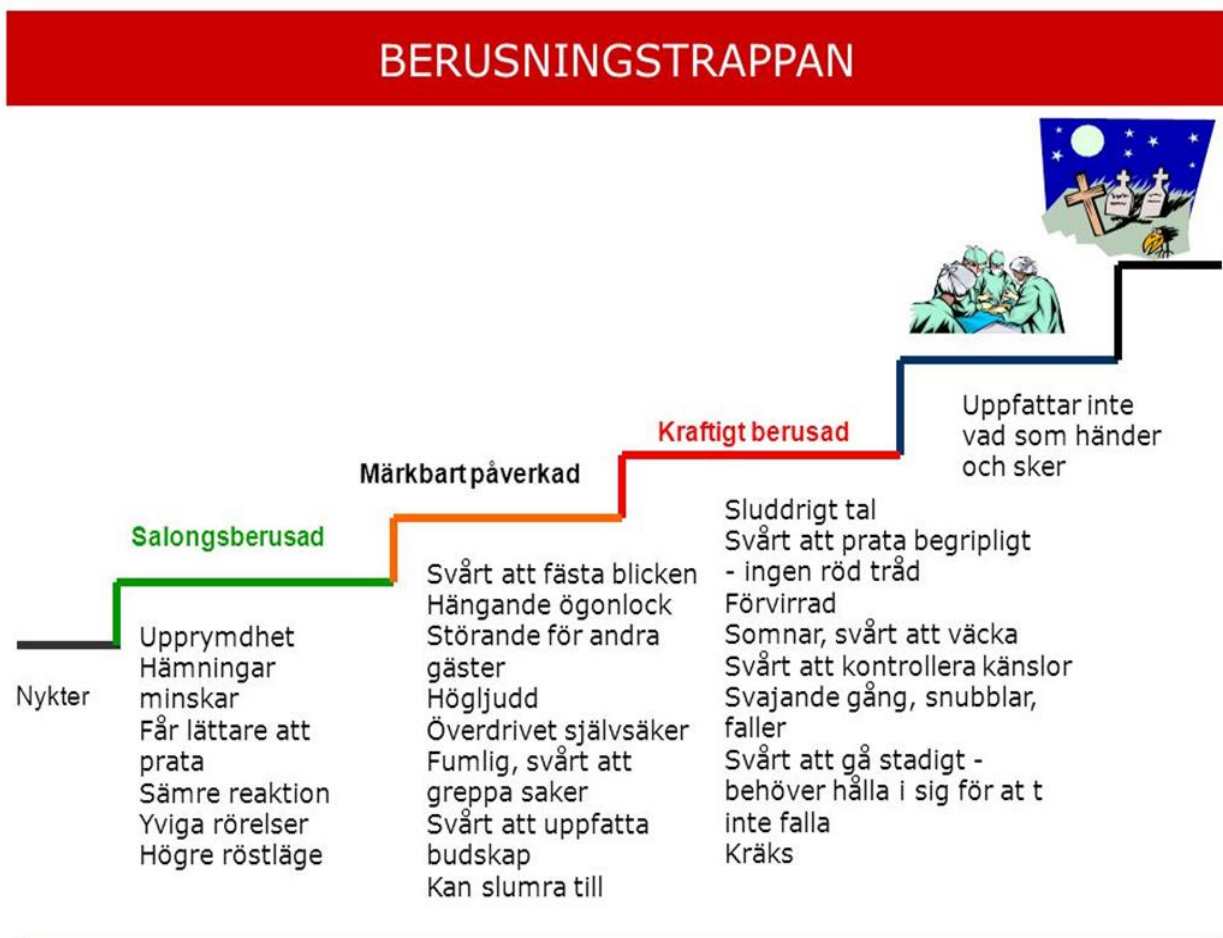 BERUSNINGSTRAPPAN
Nykter
Salongsberusad
Upprymdhet
Hämningar
minskar
Får lättare att
prata
Sämre reaktion
Yviga rörelser
Högre röstläge
Märkbart påverkad
Svårt att fästa blicken
Hängande ögonlock
Störande för andra
gäster
Högljudd
Överdrivet självsäker
Fumlig, svårt att
greppa saker
Svårt att uppfatta
budskap
Kan slumra till
Kraftigt berusad
Sluddrigt tal
Svårt att prata begripligt
- ingen röd tråd
Förvirrad
Somnar, svårt att väcka
Svårt att kontrollera känslor
Svajande gång, snubblar,
faller
Svårt att gå stadigt -
behöver hålla i sig för at t
inte falla
Kräks
Uppfattar inte
vad som händer
och sker